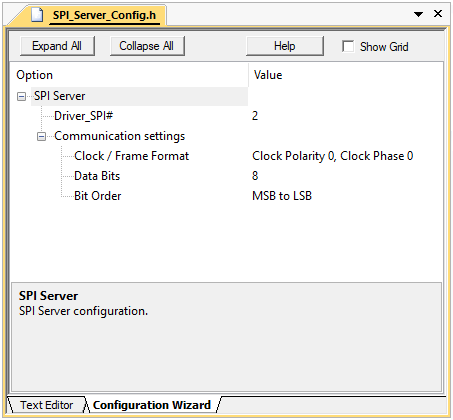 SPI_Server_Config.h
Expand All Collapse All Help Show Grid
Option Value
SPI Server
Driver_SPI# 2
Communication settings
Clock / Frame Format Clock Polarity 0, Clock Phase 0
Data Bits 8
Bit Order MSB to LSB
SPI Server
SPI Server configuration.
Text Editor Configuration Wizard